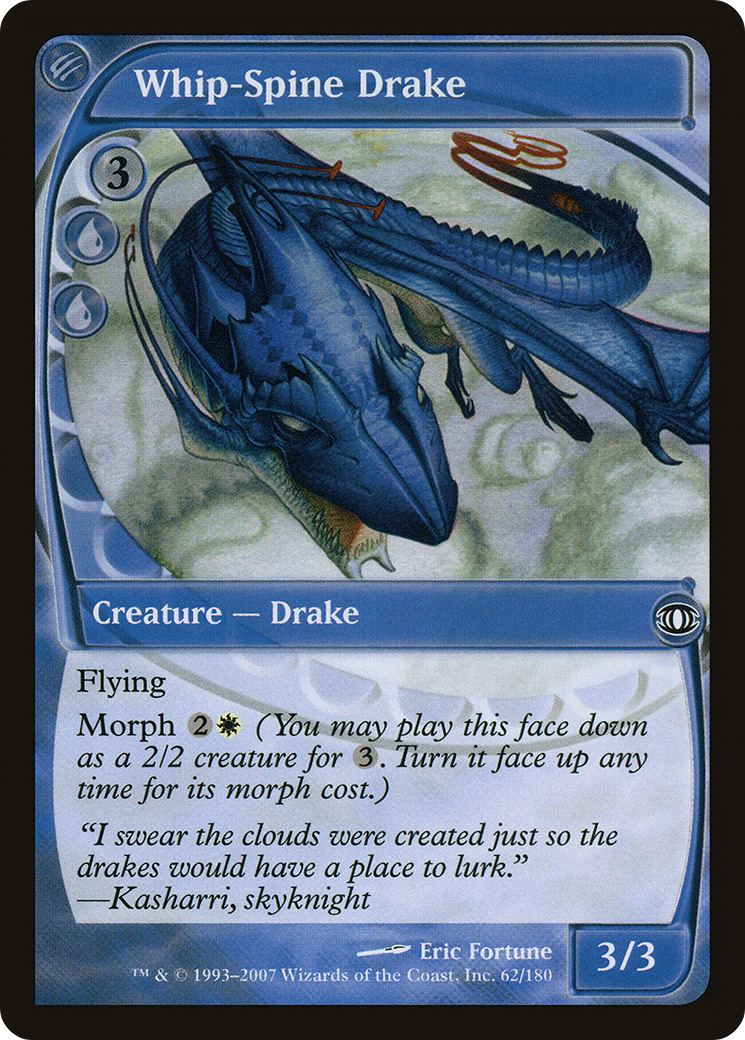 Whip-Spine Drake
3
Creature — Drake
Flying
Morph 2 (You may play this face down
as a 2/2 creature for 3. Turn it face up any
time for its morph cost.)
“I swear the clouds were created just so the
drakes would have a place to lurk.”
—Kasharri, skyknight
Eric Fortune
™ & © 1993–2007 Wizards of the Coast, Inc. 62/180
3/3